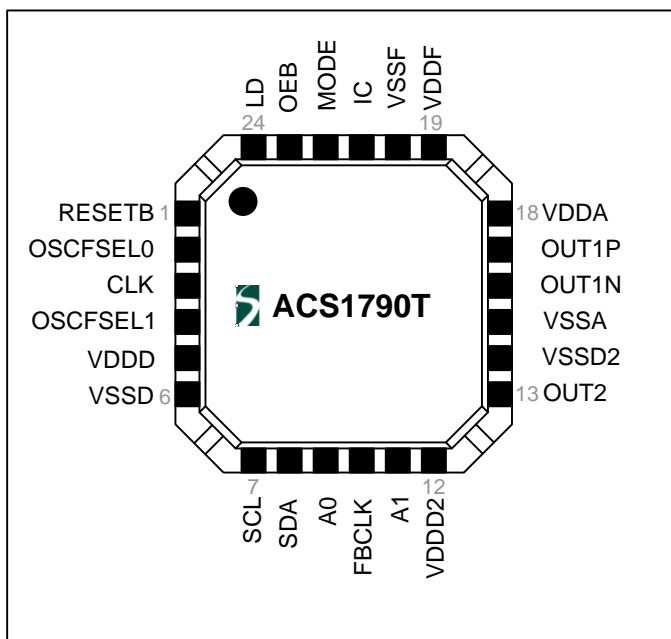 LD
OEB
MODE
IC
VSSF
VDDF
24
19
RESETB 1
OSCFSEL0
CLK
OSCFSEL1
VDDD
VSSD 6
ACS1790T
18 VDDA
OUT1P
OUT1N
VSSA
VSSD2
13 OUT2
7
12
SCL
SDA
A0
FBCLK
A1
VDDD2